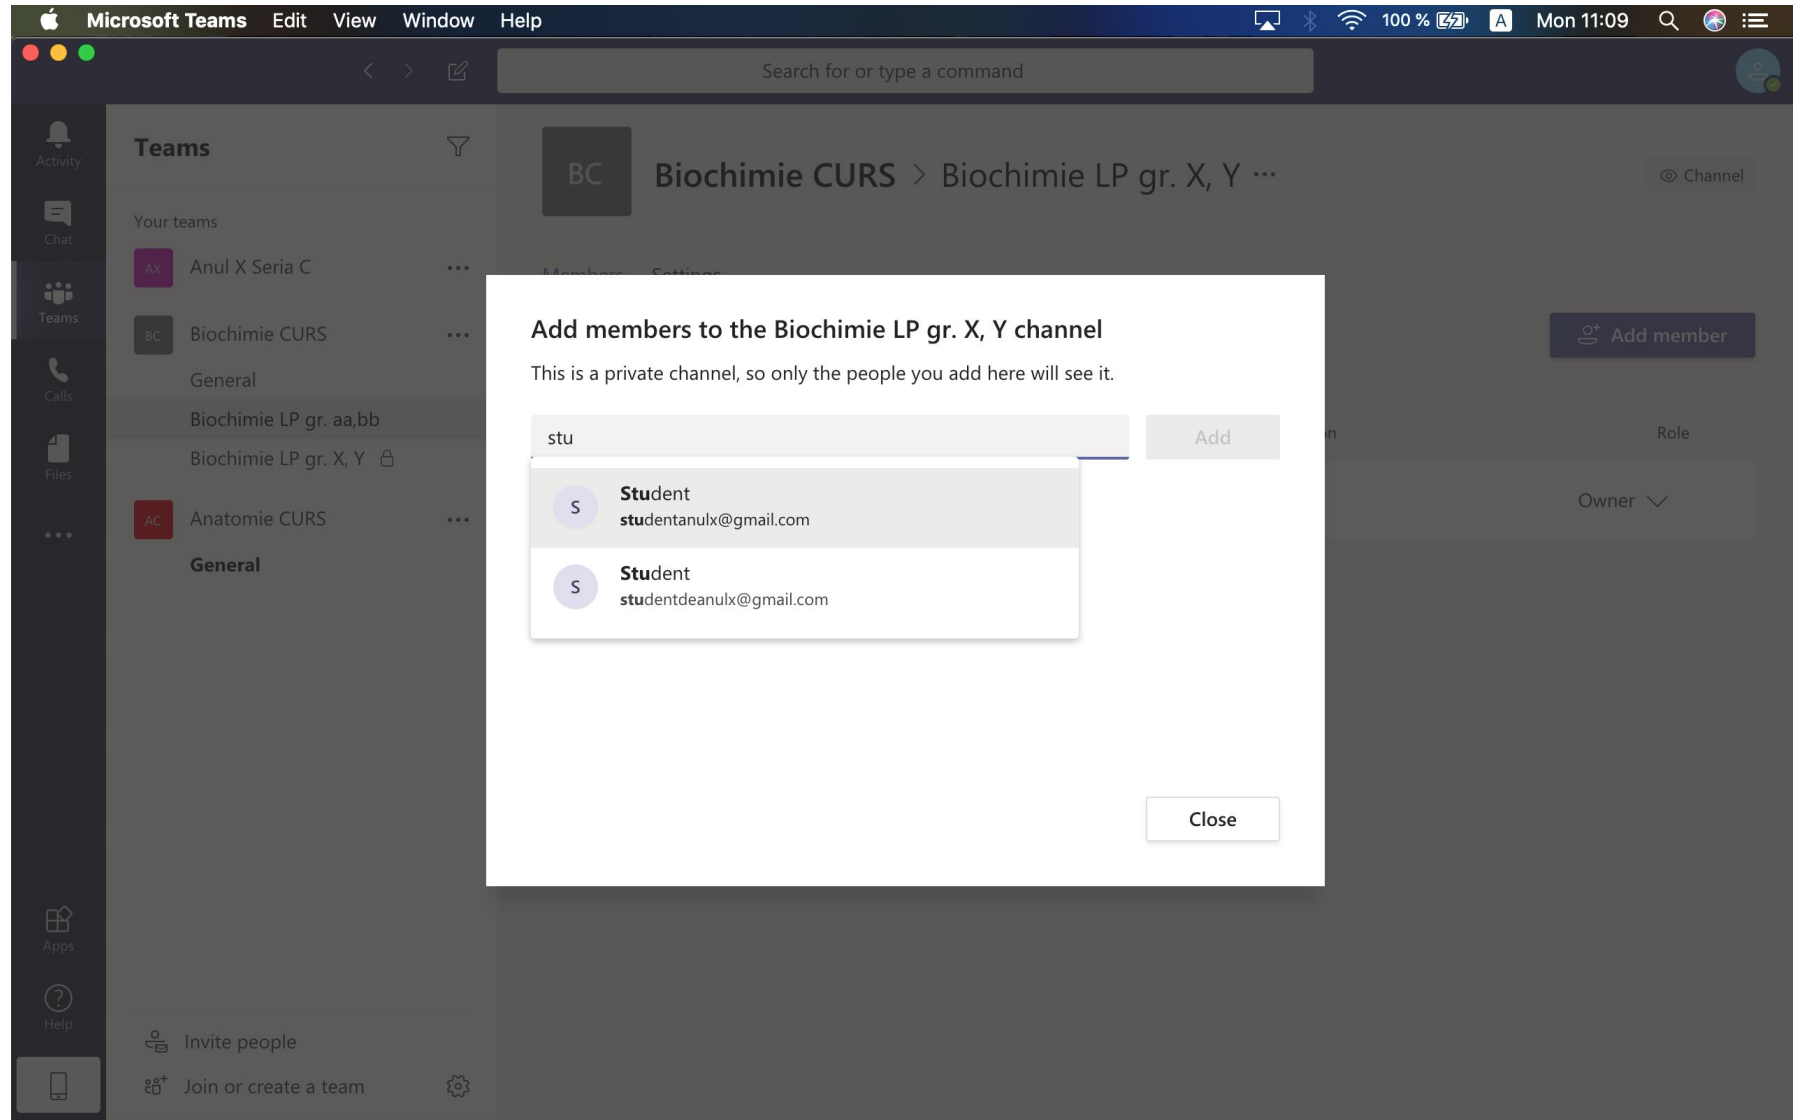 Microsoft Teams Edit View Window Help 100 % A Mon 11:09
Search for or type a command
Activity
Chat
Teams
Calls
Files
Apps
Help
Teams
Your teams
AX Anul X Seria C
BC Biochimie CURS
General
Biochimie LP gr. aa,bb
Biochimie LP gr. X, Y
AC Anatomie CURS
General
Invite people
Join or create a team
BC Biochimie CURS > Biochimie LP gr. X, Y ...
Channel
Members Settings
Add member
Role
Owner
Add members to the Biochimie LP gr. X, Y channel
This is a private channel, so only the people you add here will see it.
stu Add
S Student
studentanulx@gmail.com
S Student
studentdeanulx@gmail.com
Close